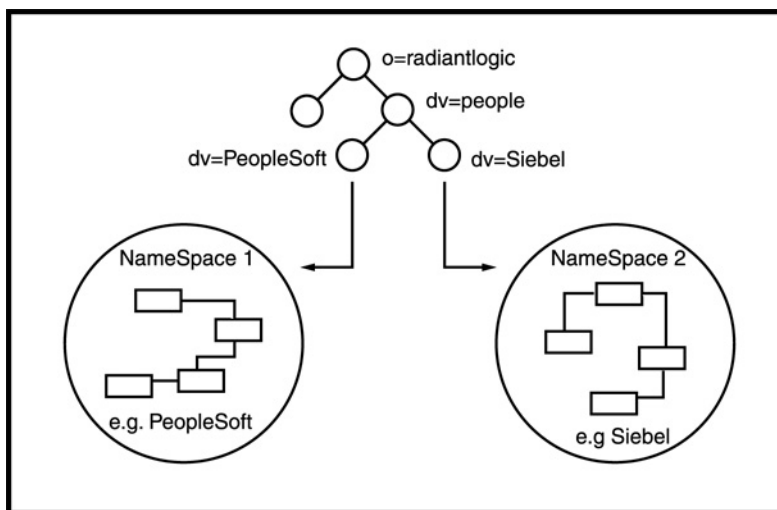 o=radiantlogic
dv=people
dv=PeopleSoft
dv=Siebel
NameSpace 1
e.g. PeopleSoft
NameSpace 2
e.g Siebel